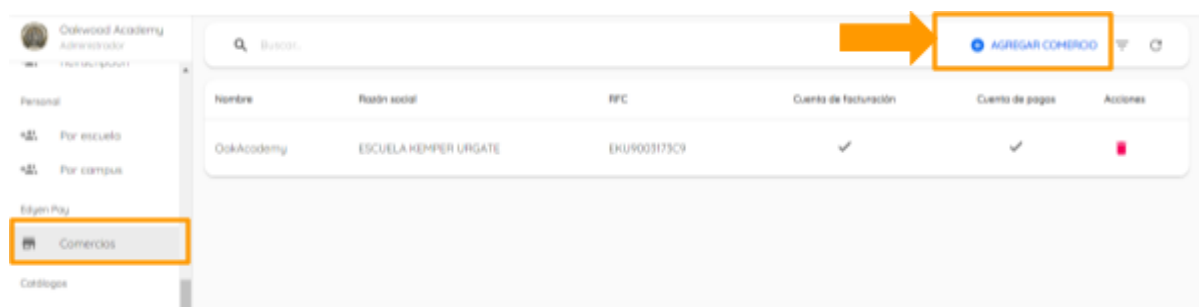 Oakwood Academy
Administrador
Buscar.
AGREGAR COMERCIO
Personal
Por escuela
Por campus
Edyen Pay
Comercios
Catálogos
Nombre Razón social RFC Cuenta de facturación Cuenta de pagos Acciones
OakAcademy ESCUELA KEMPER URGATE EKU9003173C9